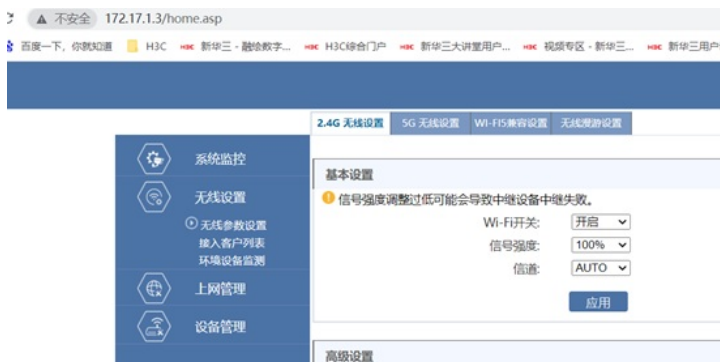 不安全 172.17.1.3/home.asp
百度一下，你就知道 H3C H3C 新华三 - 融绘数字... H3C H3C综合门户 H3C 新华三大讲堂用户... H3C 视频专区 - 新华三... H3C 新华三用户
2.4G 无线设置 5G 无线设置 WI-FI5兼容设置 无线漫游设置
系统监控
无线设置
无线参数设置
接入客户列表
环境设备监测
上网管理
设备管理
基本设置
信号强度调整过低可能会导致中继设备中继失败。
Wi-Fi开关: 开启
信号强度: 100%
信道: AUTO
应用
高级设置